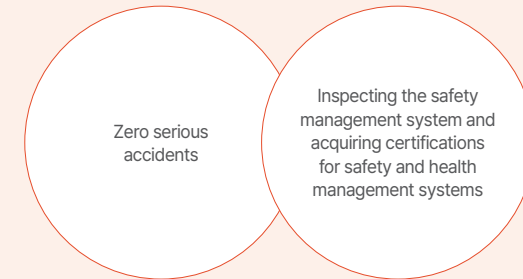 Zero serious
accidents
Inspecting the safety
management system and
acquiring certifications
for safety and health
management systems